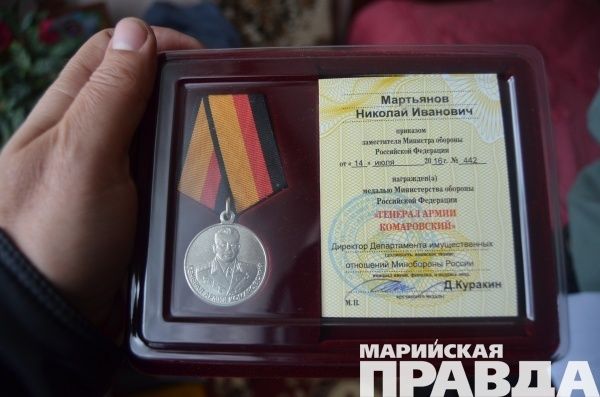 Мартьянов
Николай Иванович
приказом
заместителя Министра обороны
Российской Федерации
от «14» июля 2016г. № 442
награжден(а)
медалью Министерства обороны
Российской Федерации
«ГЕНЕРАЛ АРМИИ
КОМАРОВСКИЙ»
Директор Департамента имущественных
отношений Минобороны России
Д.Куракин
М.П.
МАРИЙСКАЯ
ПРАВДА